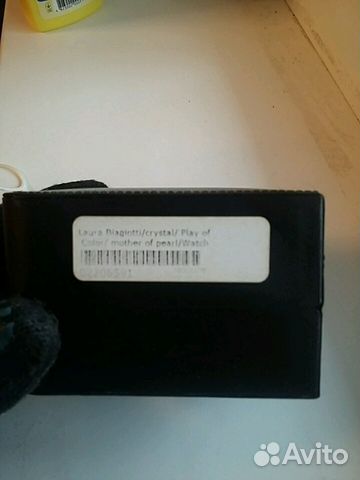 Laura Biagiotti/crystal/ Play of
Color/ mother of pearl/Watch
Avito